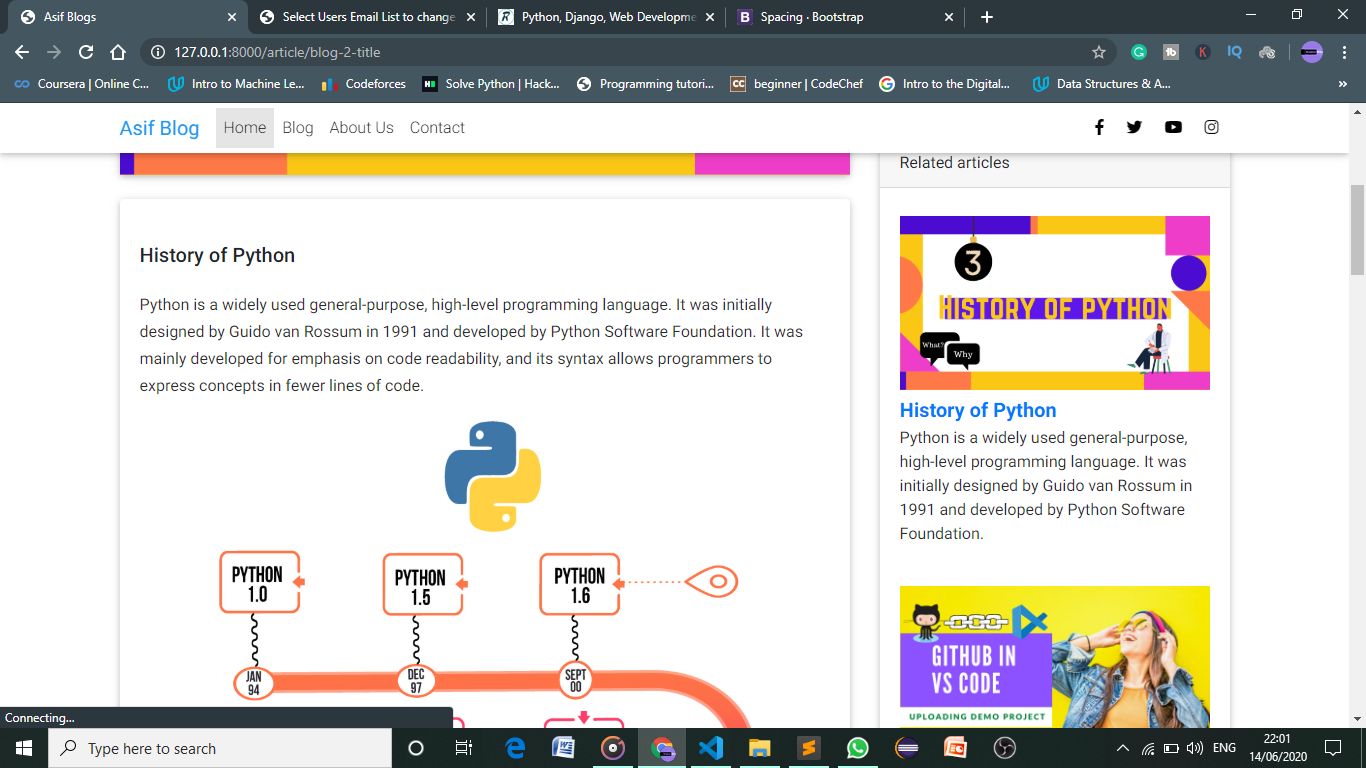 Asif Blogs
Select Users Email List to change
Python, Django, Web Developme
Spacing · Bootstrap
127.0.0.1:8000/article/blog-2-title
Coursera | Online C...
Intro to Machine Le...
Codeforces
Solve Python | Hack...
Programming tutori...
beginner | CodeChef
Intro to the Digital...
Data Structures & A...
Asif Blog
Home
Blog
About Us
Contact
Related articles
History of Python
Python is a widely used general-purpose, high-level programming language. It was initially
designed by Guido van Rossum in 1991 and developed by Python Software Foundation. It was
mainly developed for emphasis on code readability, and its syntax allows programmers to
express concepts in fewer lines of code.
PYTHON
1.0
PYTHON
1.5
PYTHON
1.6
JAN
94
DEC
97
SEPT
00
3
HISTORY OF PYTHON
What?
Why
History of Python
Python is a widely used general-purpose,
high-level programming language. It was
initially designed by Guido van Rossum in
1991 and developed by Python Software
Foundation.
GITHUB IN
VS CODE
UPLOADING DEMO PROJECT
Connecting...
Type here to search
ENG
22:01
14/06/2020